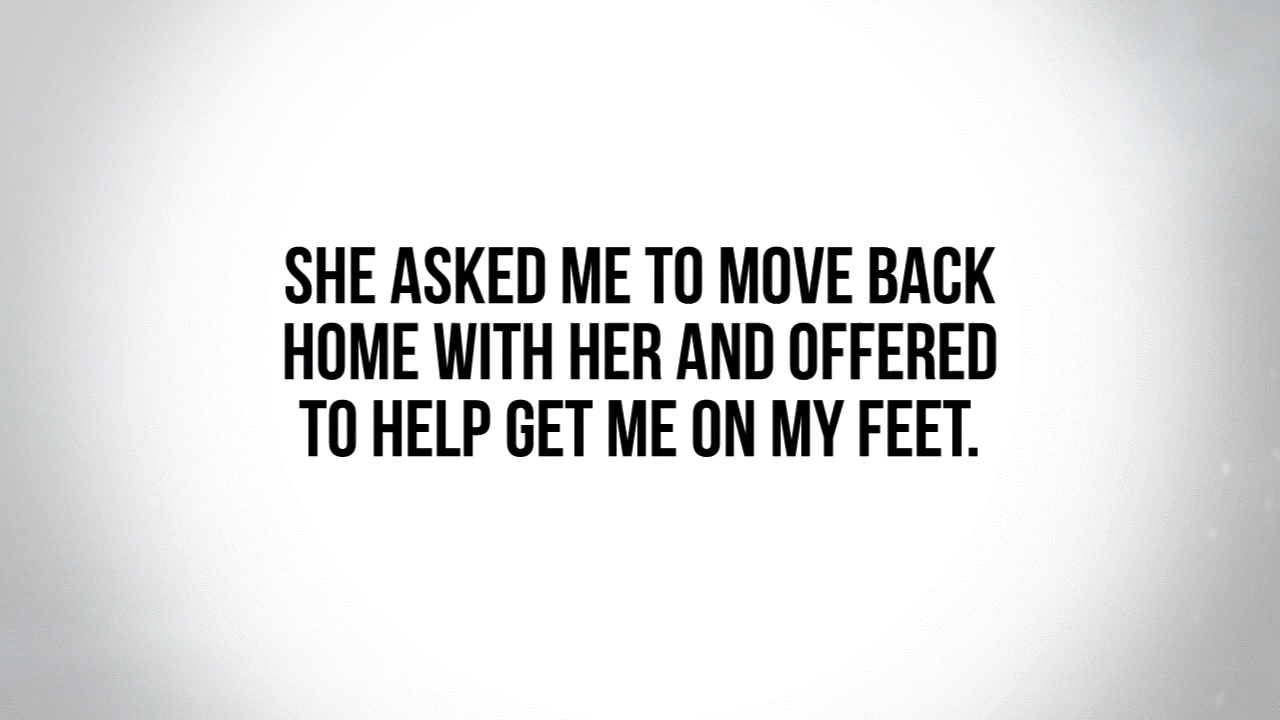 SHE ASKED ME TO MOVE BACK
HOME WITH HER AND OFFERED
TO HELP GET ME ON MY FEET.